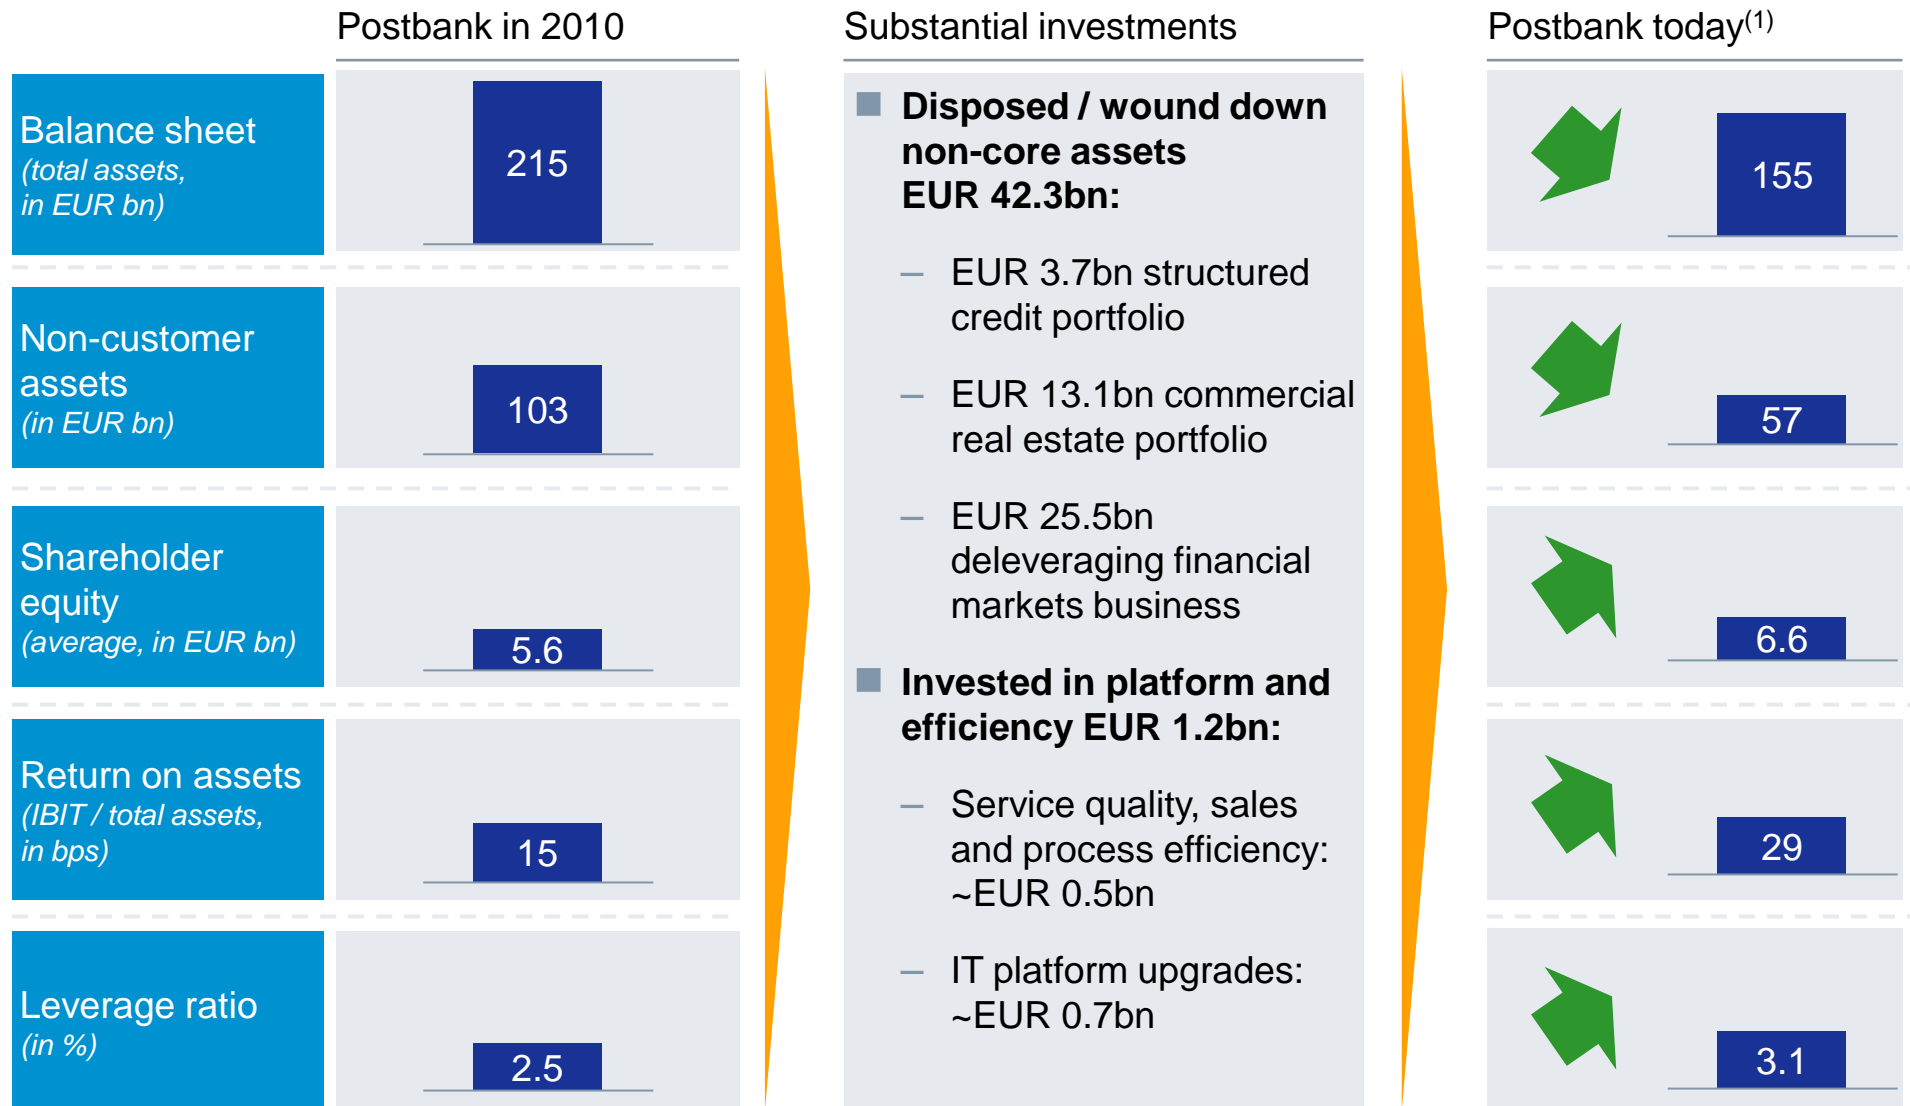 Postbank in 2010
Substantial investments
Postbank today(1)
Balance sheet
(total assets,
in EUR bn)
215
Non-customer
assets
(in EUR bn)
103
Shareholder
equity
(average, in EUR bn)
5.6
Return on assets
(IBIT / total assets,
in bps)
15
Leverage ratio
(in %)
2.5
Disposed / wound down
non-core assets
EUR 42.3bn:
– EUR 3.7bn structured
credit portfolio
– EUR 13.1bn commercial
real estate portfolio
– EUR 25.5bn
deleveraging financial
markets business
Invested in platform and
efficiency EUR 1.2bn:
– Service quality, sales
and process efficiency:
~EUR 0.5bn
– IT platform upgrades:
~EUR 0.7bn
155
57
6.6
29
3.1